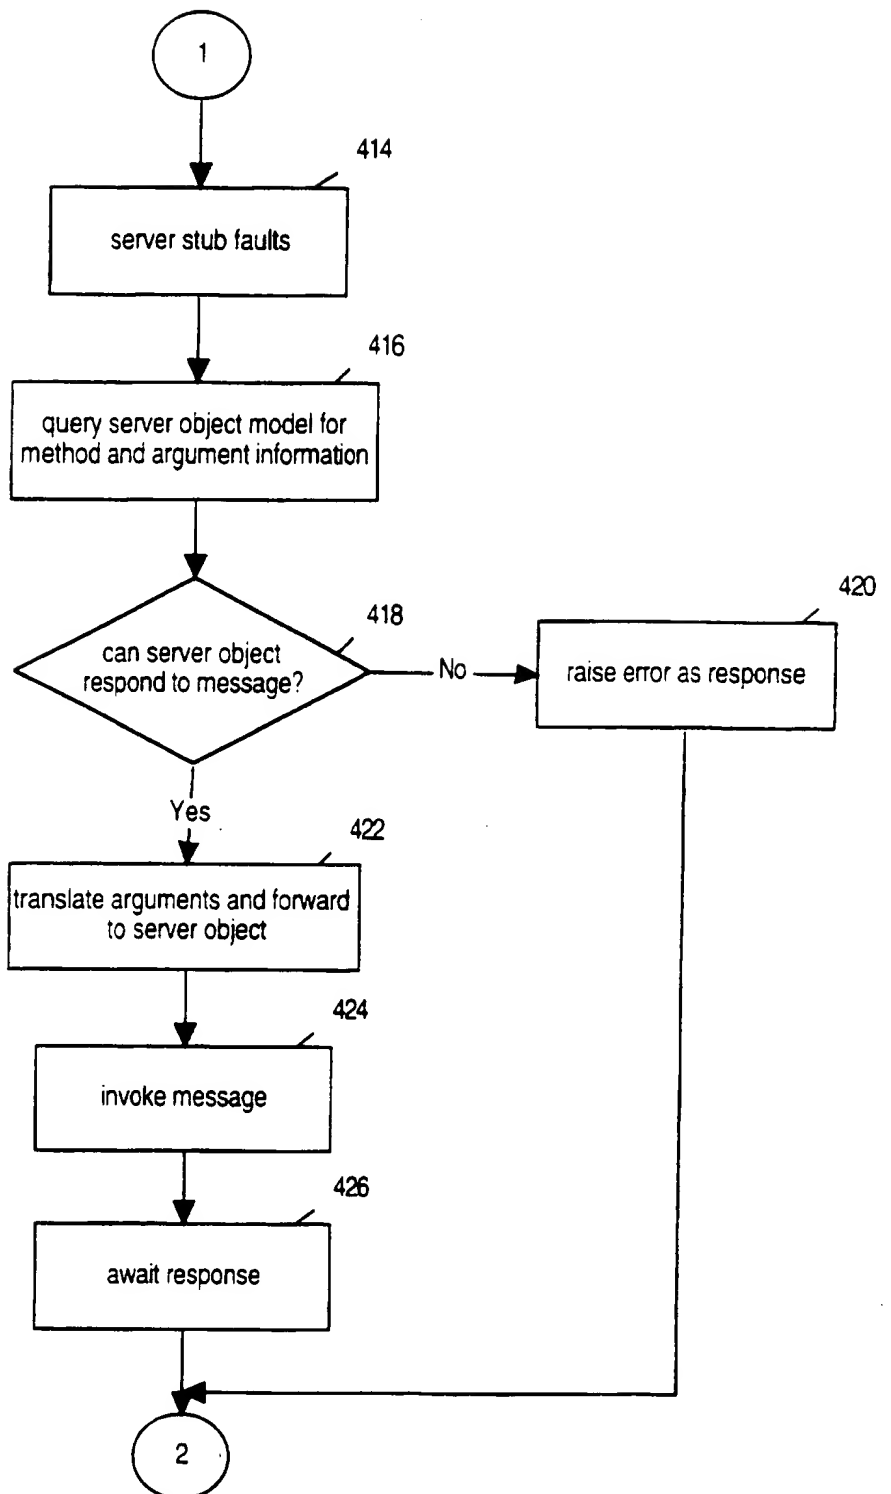 1
414
server stub faults
416
query server object model for
method and argument information
418
can server object
respond to message?
No
420
raise error as response
Yes
422
translate arguments and forward
to server object
424
invoke message
426
await response
2